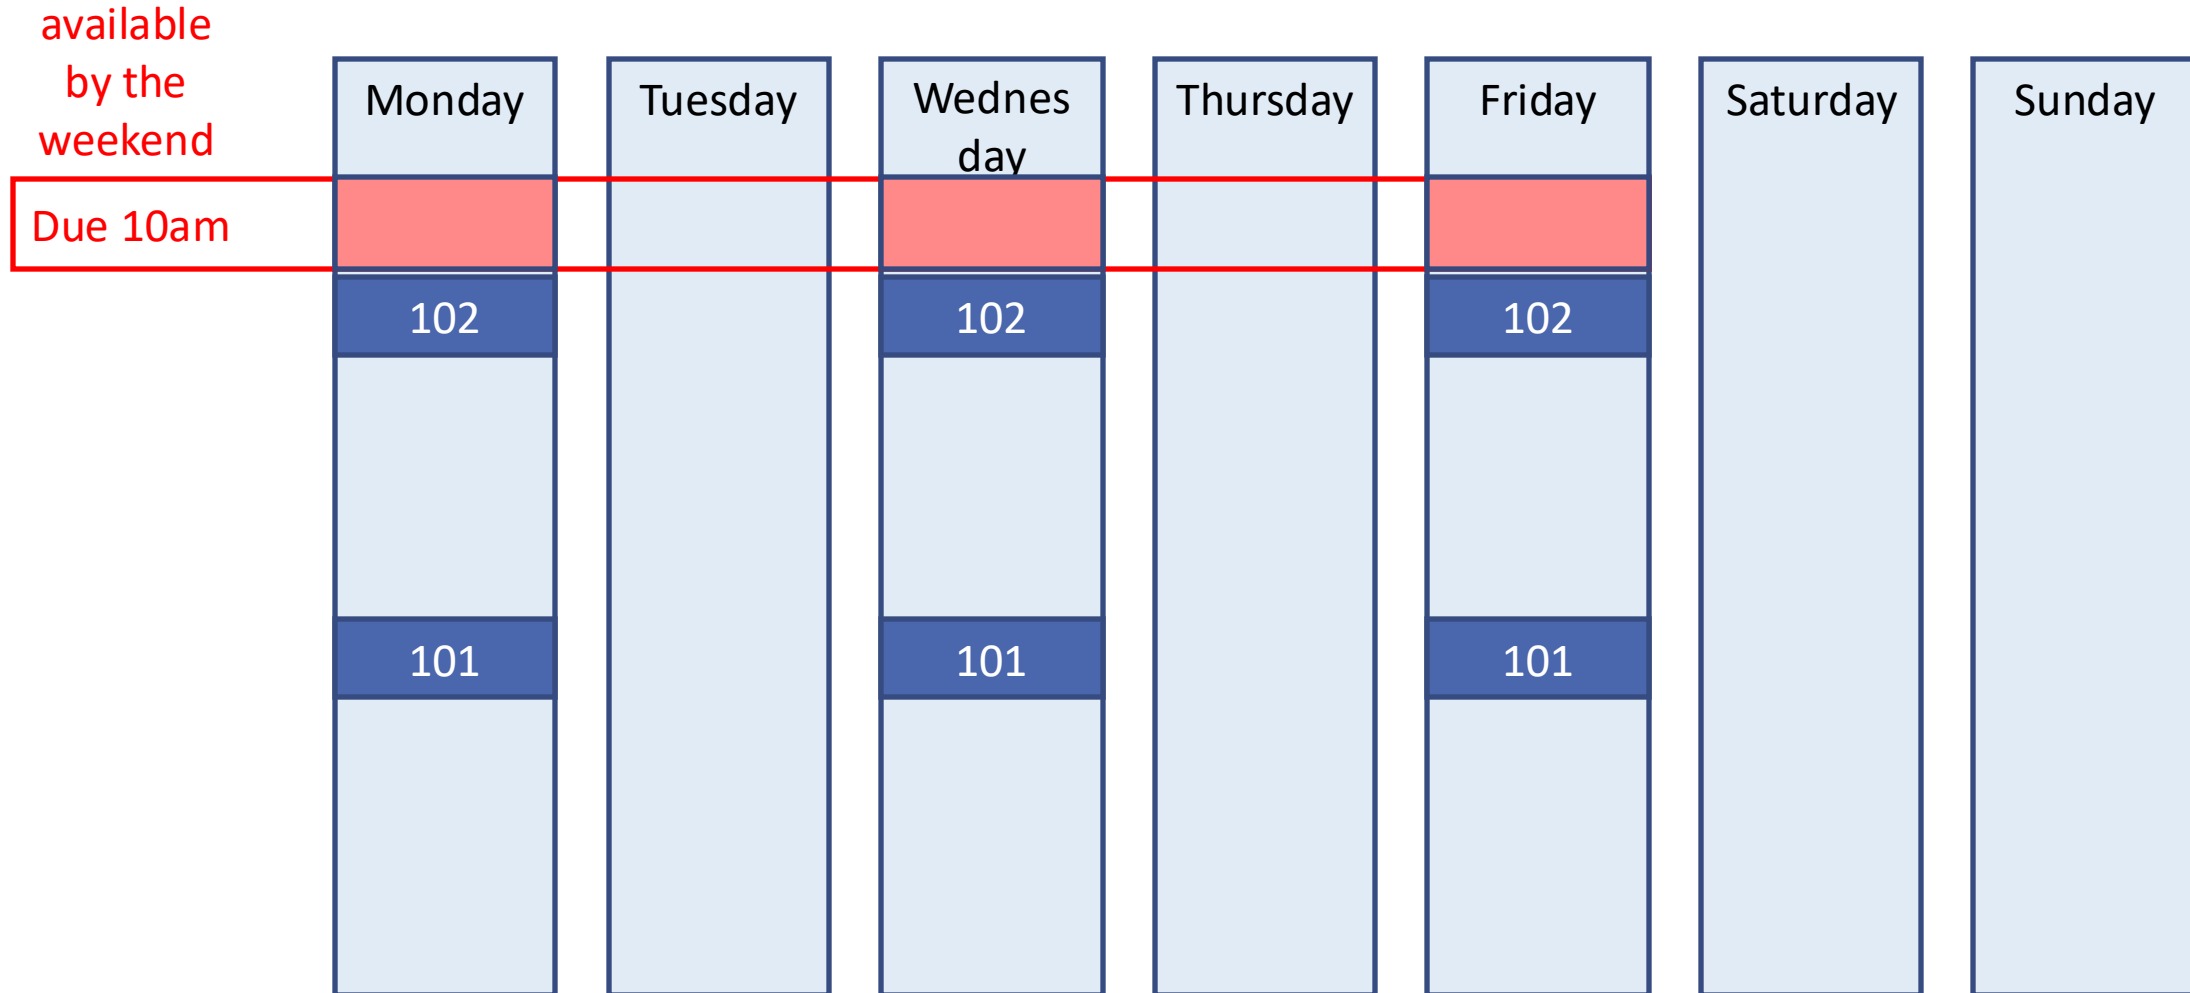 available
by the
weekend
Monday
Tuesday
Wednes
day
Thursday
Friday
Saturday
Sunday
Due 10am
102
102
102
101
101
101